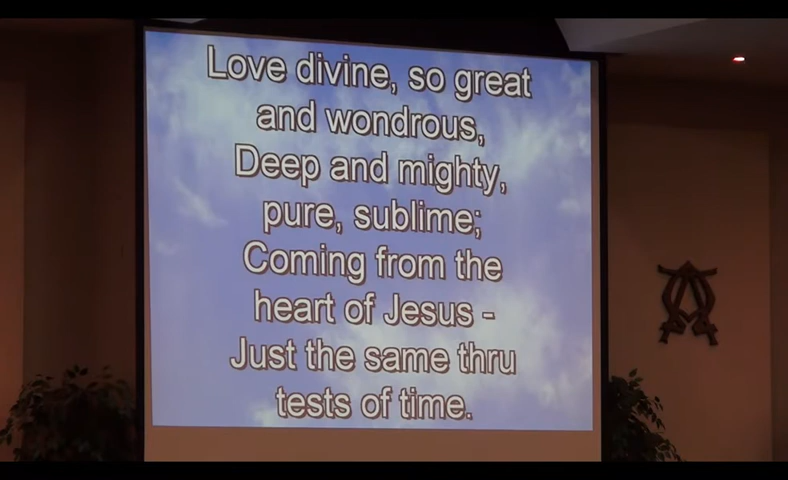 Love divine, so great
and wondrous,
Deep and mighty,
pure, sublime;
Coming from the
heart of Jesus -
Just the same thru
tests of time.